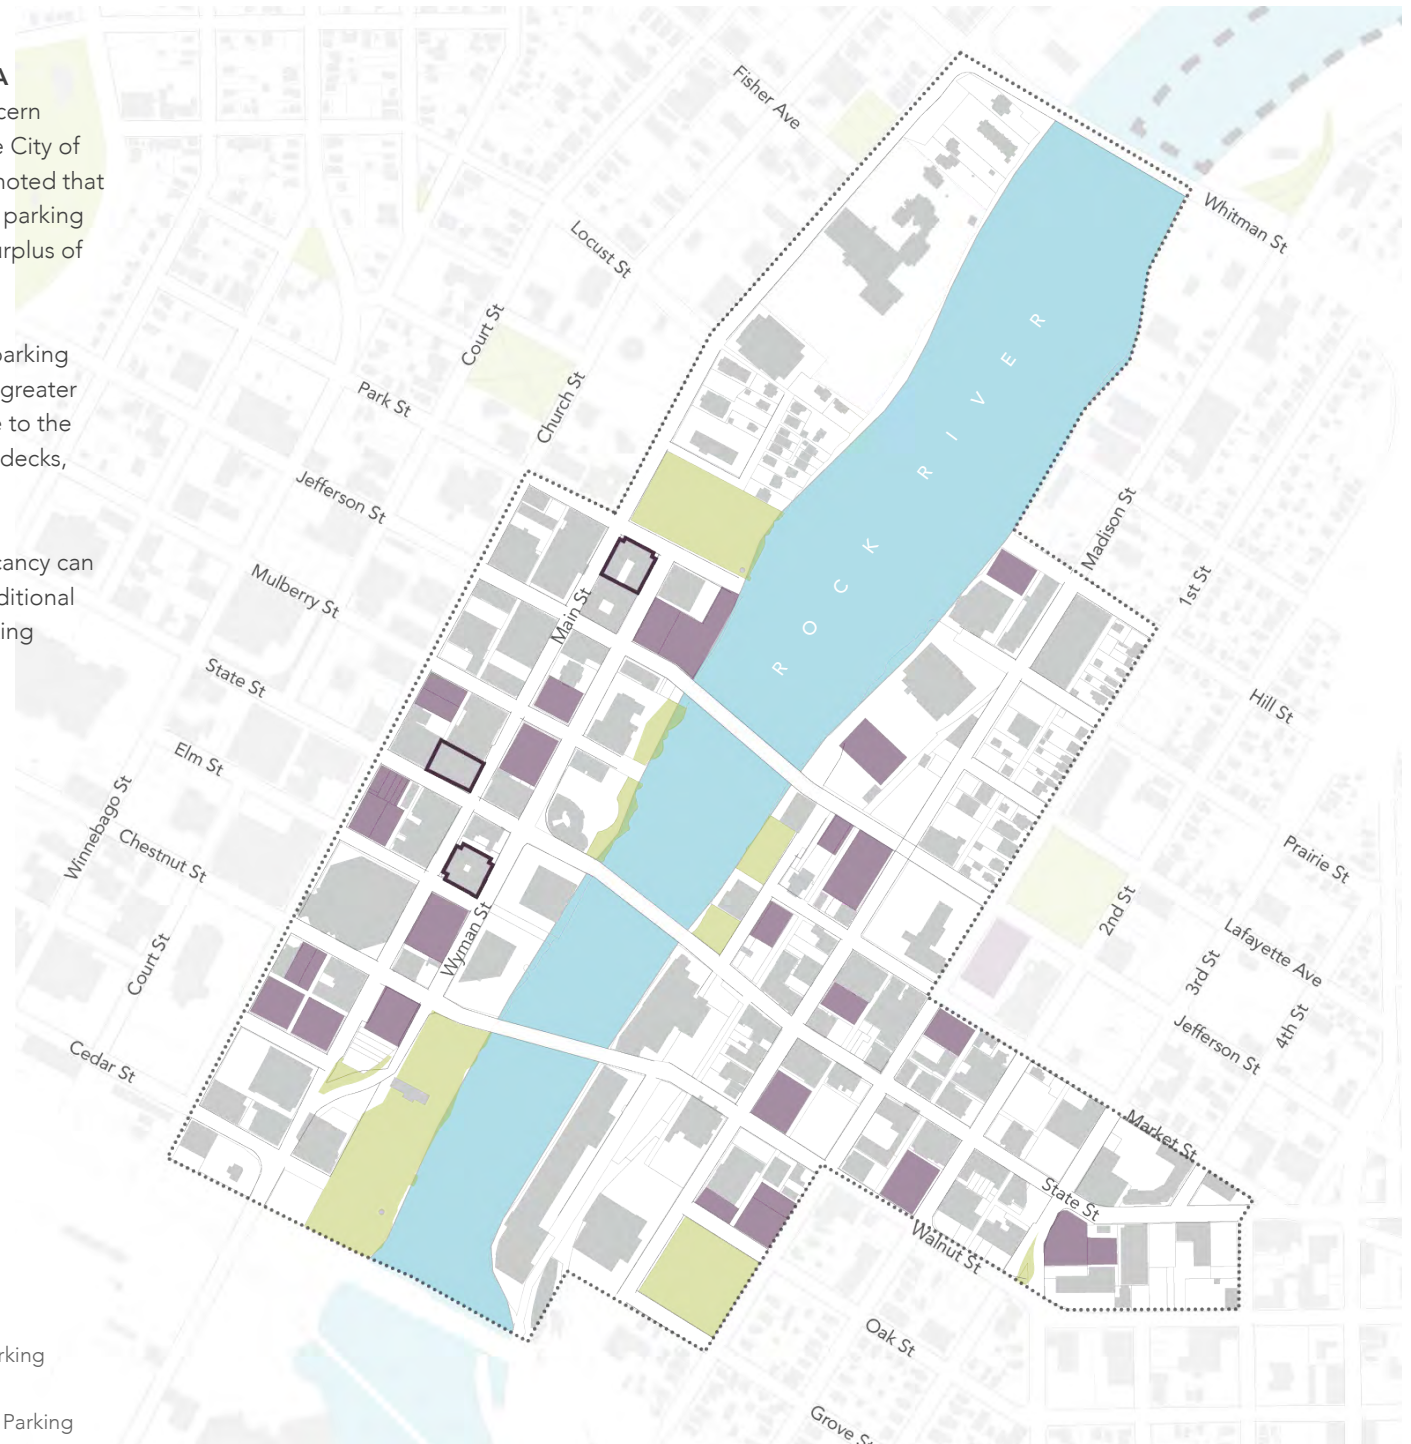 A
cern
e City of
noted that
parking
urplus of
parking
greater
e to the
decks,
cancy can
ditional
ing
rking
Parking
Fisher Ave
Whitman St
Locust St
Court St
Park St
Church St
Jefferson St
Mulberry St
Main St
State St
Elm St
Winnebago St
Chestnut St
Court St
Wyman St
Cedar St
ROCK RIVER
Madison St
1st St
Hill St
Prairie St
2nd St
Lafayette Ave
3rd St
4th St
Jefferson St
Market St
State St
Walnut St
Oak St
Grove St